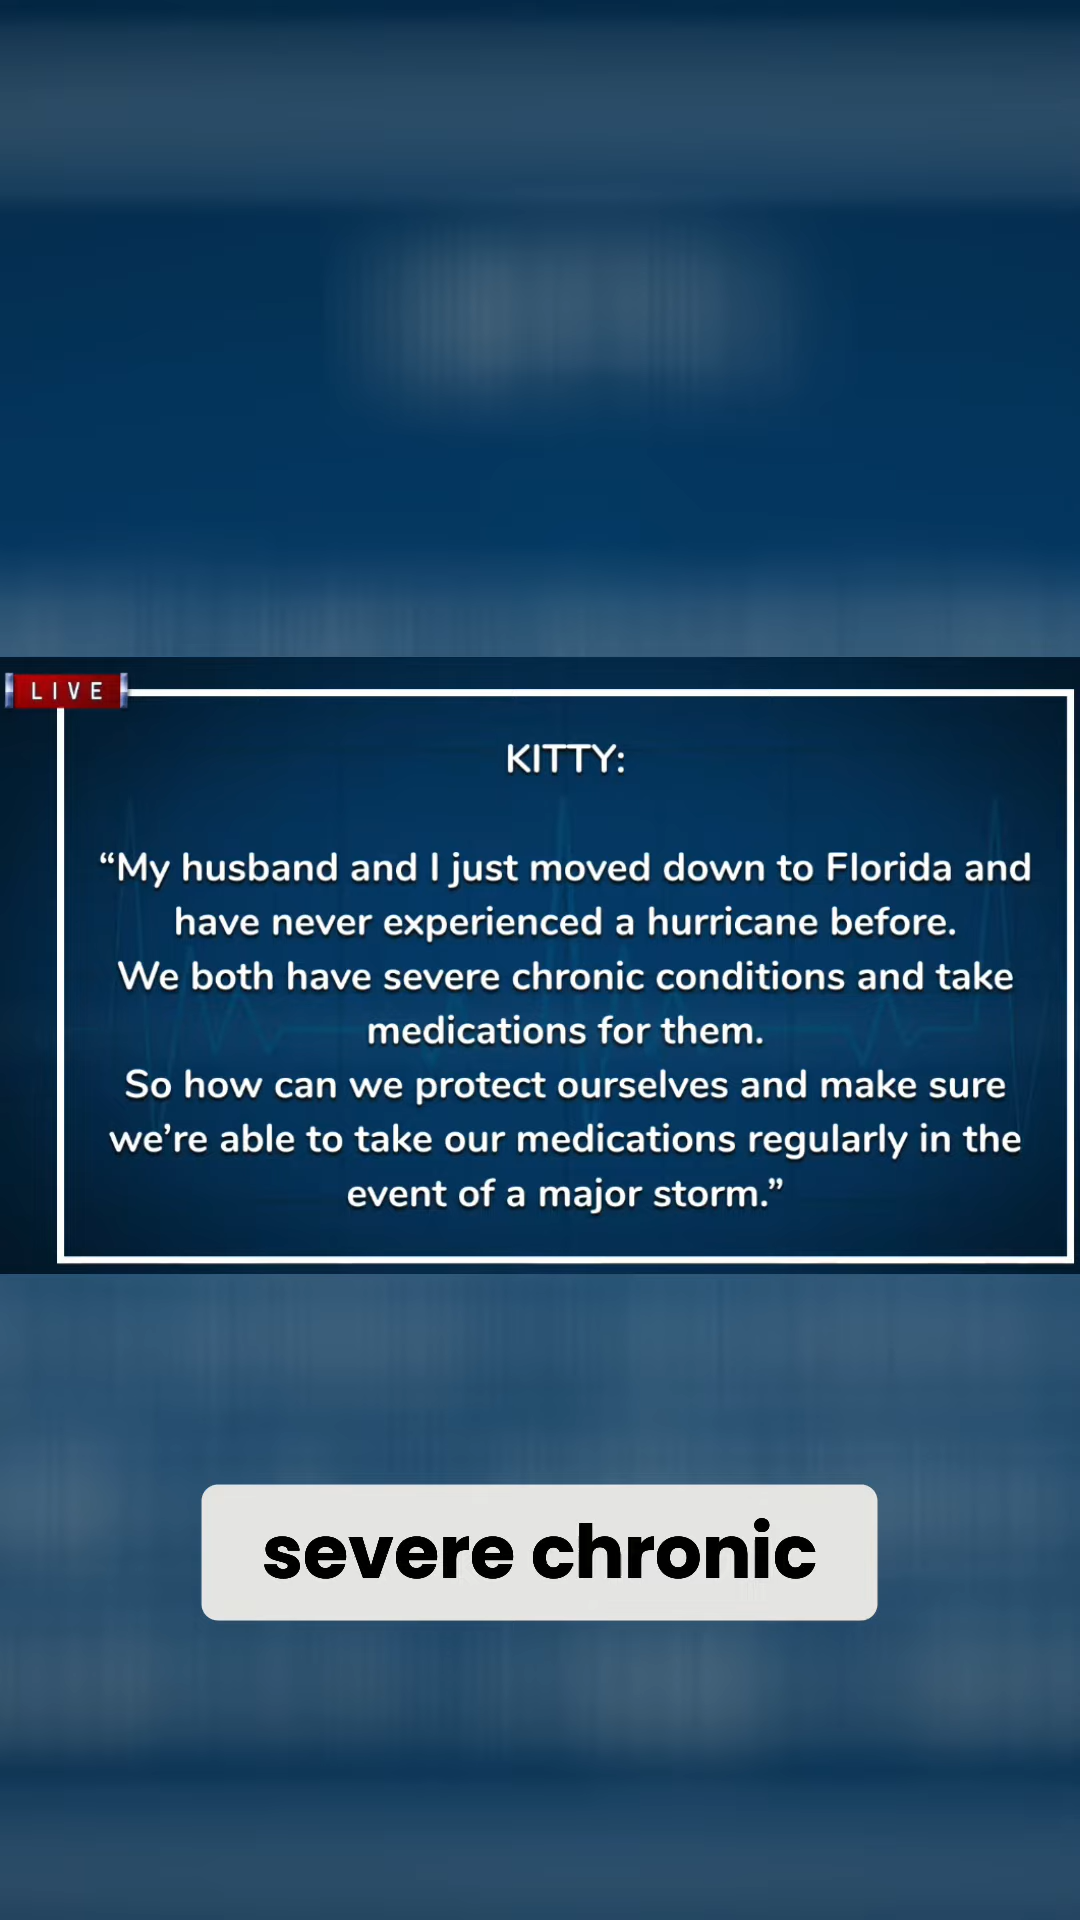 LIVE
KITTY:
“My husband and I just moved down to Florida and
have never experienced a hurricane before.
We both have severe chronic conditions and take
medications for them.
So how can we protect ourselves and make sure
we’re able to take our medications regularly in the
event of a major storm.”
severe chronic